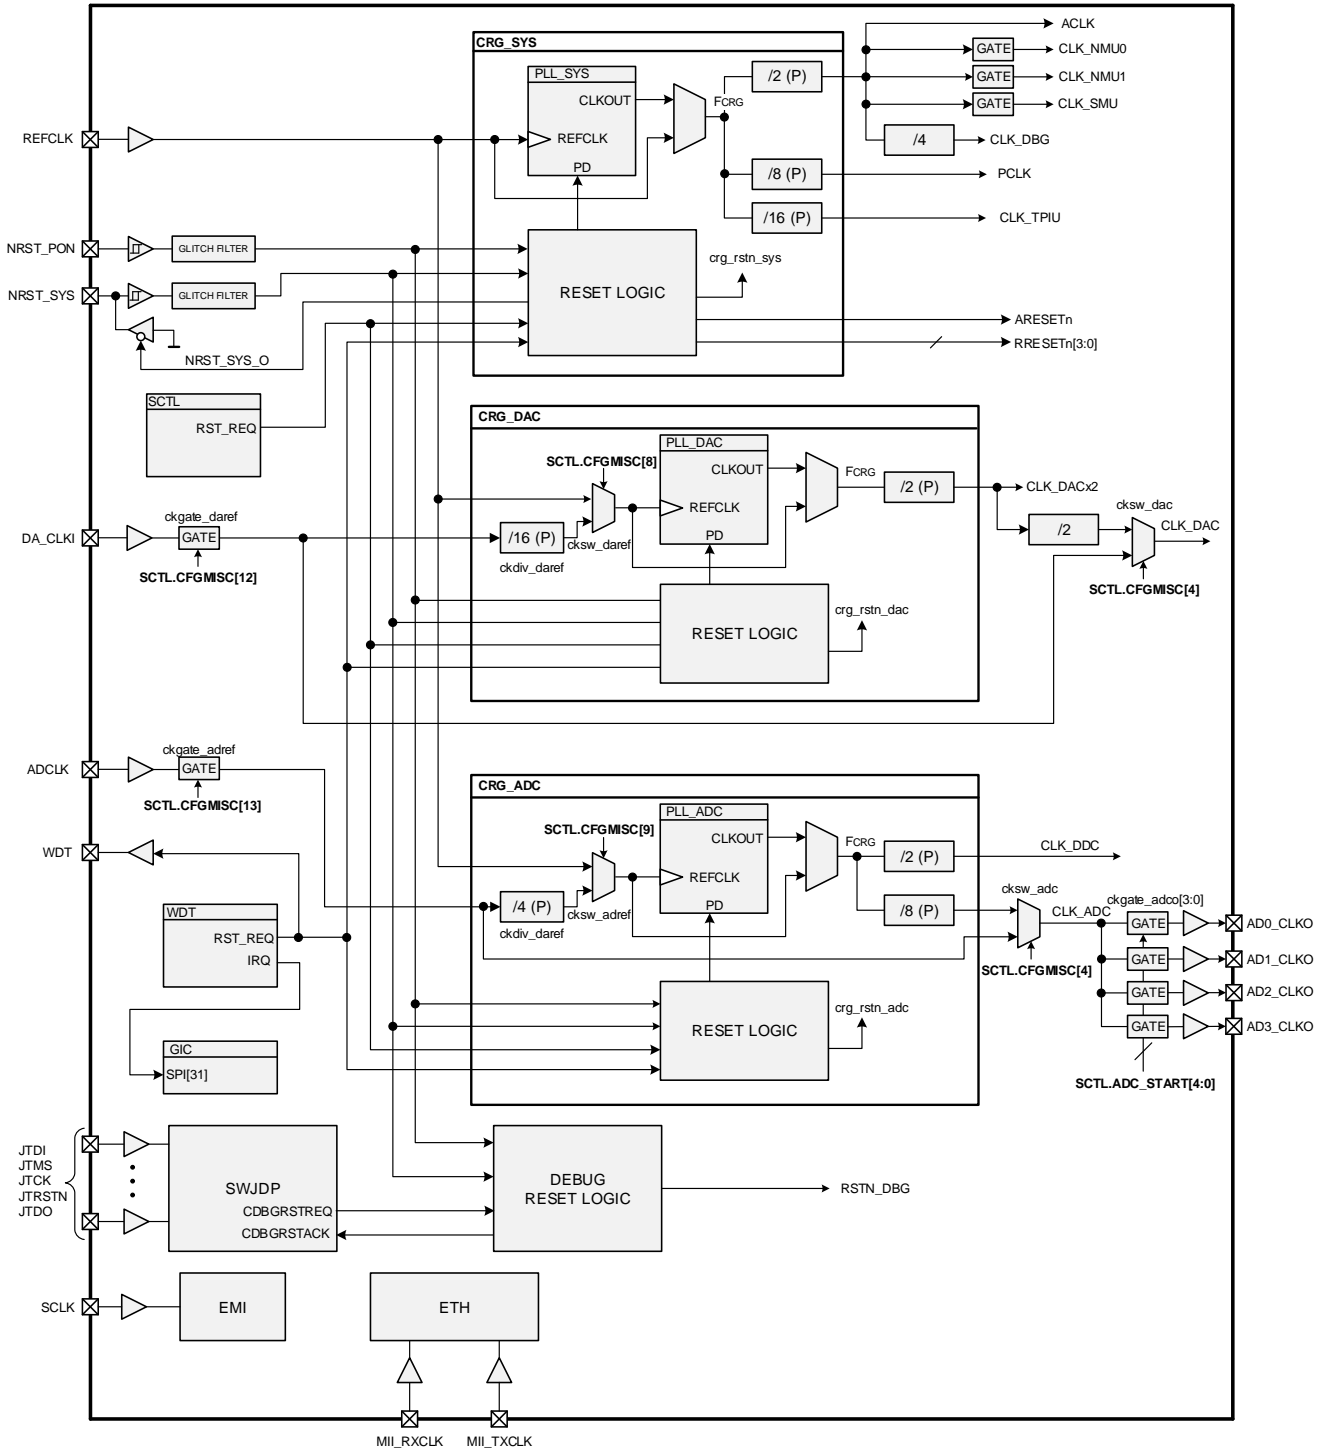 CRG_SYS
PLL_SYS
CLKOUT
REFCLK
PD
FCRG
/2 (P)
/8 (P)
/16 (P)
/4
GATE
GATE
GATE
ACLK
CLK_NMU0
CLK_NMU1
CLK_SMU
CLK_DBG
PCLK
CLK_TPIU
REFCLK
NRST_PON
GLITCH FILTER
NRST_SYS
GLITCH FILTER
NRST_SYS_O
RESET LOGIC
crg_rstn_sys
ARESETn
RRESETn[3:0]
SCTL
RST_REQ
CRG_DAC
SCTL.CFGMISC[8]
PLL_DAC
CLKOUT
REFCLK
PD
FCRG
/2 (P)
CLK_DACx2
/2
cksw_dac
CLK_DAC
SCTL.CFGMISC[4]
DA_CLKI
ckgate_daref
GATE
SCTL.CFGMISC[12]
/16 (P)
ckdiv_daref
cksw_daref
RESET LOGIC
crg_rstn_dac
ADCLK
ckgate_adref
GATE
SCTL.CFGMISC[13]
CRG_ADC
SCTL.CFGMISC[9]
PLL_ADC
CLKOUT
REFCLK
PD
FCRG
/2 (P)
/8 (P)
CLK_DDC
/4 (P)
ckdiv_daref
cksw_adref
cksw_adc
CLK_ADC
SCTL.CFGMISC[4]
ckgate_adco[3:0]
GATE
GATE
GATE
GATE
AD0_CLKO
AD1_CLKO
AD2_CLKO
AD3_CLKO
SCTL.ADC_START[4:0]
RESET LOGIC
crg_rstn_adc
WDT
WDT
RST_REQ
IRQ
GIC
SPI[31]
JTDI
JTMS
JTCK
JTRSTN
JTDO
SWJDP
CDBGRSTREQ
CDBGRSTACK
DEBUG
RESET LOGIC
RSTN_DBG
SCLK
EMI
ETH
MII_RXCLK
MII_TXCLK